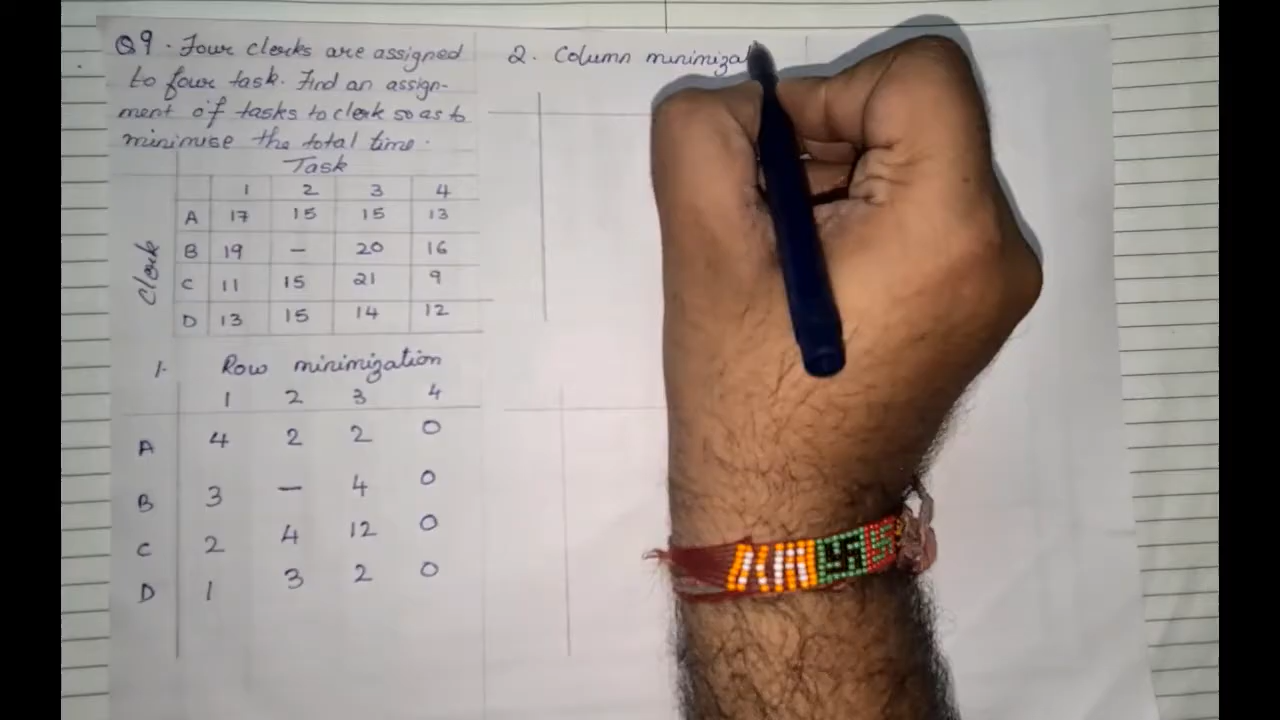 Q9. Four clerks are assigned
to four task. Find an assign-
ment of tasks to clerk so as to
minimise the total time.
Task
1 2 3 4
A 17 15 15 13
B 19 — 20 16
C 11 15 21 9
D 13 15 14 12
Clerk
1. Row minimization
1 2 3 4
A 4 2 2 0
B 3 — 4 0
C 2 4 12 0
D 1 3 2 0
2. Column minimiza